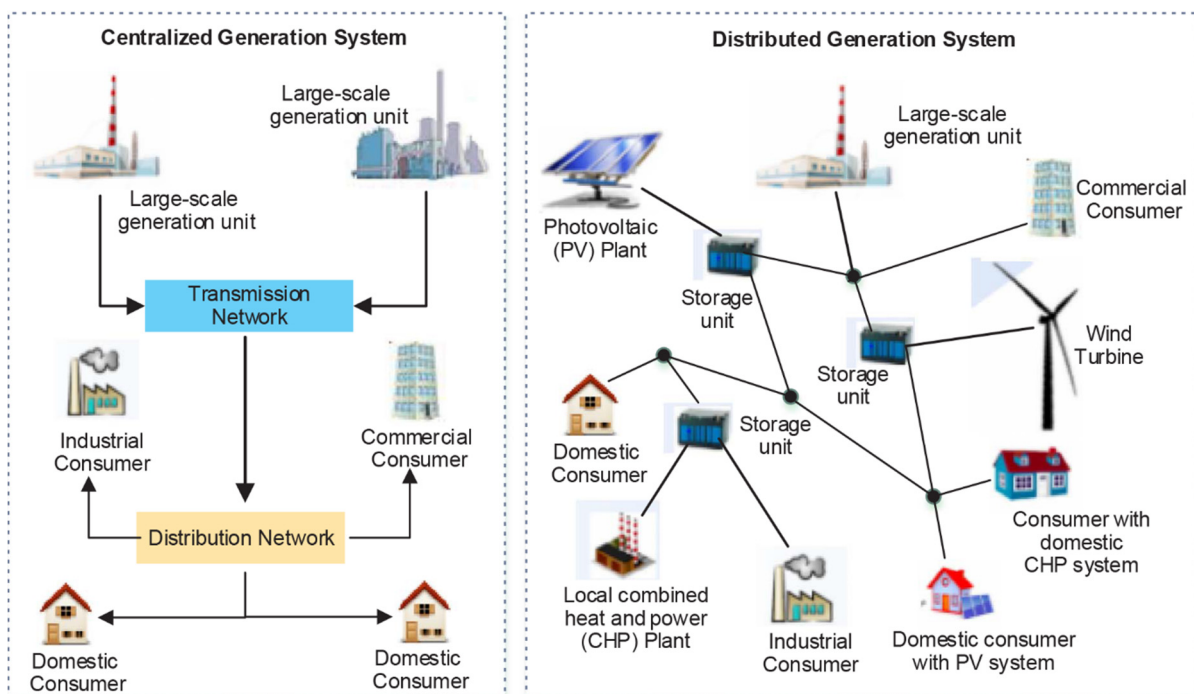 Centralized Generation System
Large-scale
generation unit
Large-scale
generation unit
Transmission
Network
Industrial
Consumer
Commercial
Consumer
Distribution Network
Domestic
Consumer
Domestic
Consumer
Distributed Generation System
Large-scale
generation unit
Photovoltaic
(PV) Plant
Commercial
Consumer
Storage
unit
Wind
Turbine
Storage
unit
Domestic
Consumer
Storage
unit
Consumer with
domestic
CHP system
Local combined
heat and power
(CHP) Plant
Industrial
Consumer
Domestic consumer
with PV system